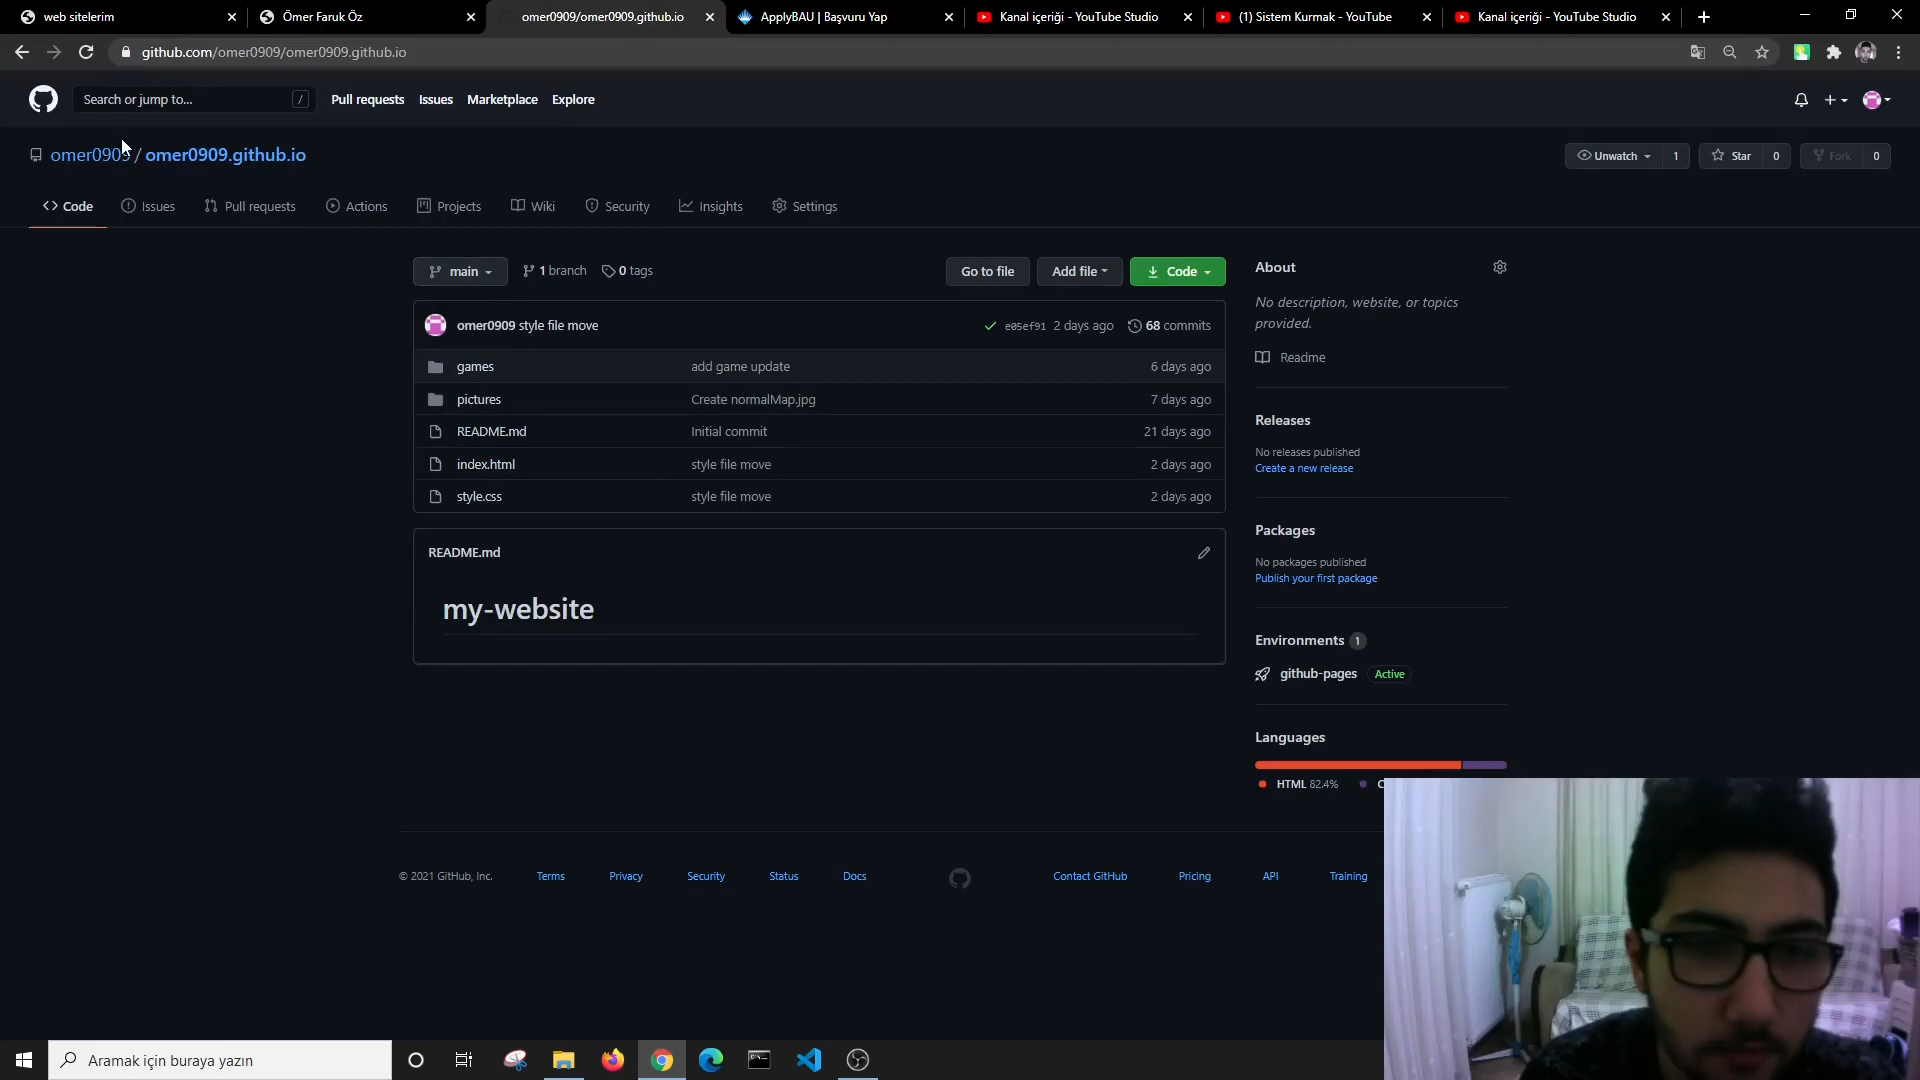 web sitelerim
Ömer Faruk Öz
omer0909/omer0909.github.io
ApplyBAU | Başvuru Yap
Kanal içeriği - YouTube Studio
(1) Sistem Kurmak - YouTube
Kanal içeriği - YouTube Studio
github.com/omer0909/omer0909.github.io
Search or jump to... /
Pull requests
Issues
Marketplace
Explore
omer0909 / omer0909.github.io
Unwatch 1
Star 0
Fork 0
Code
Issues
Pull requests
Actions
Projects
Wiki
Security
Insights
Settings
main
1 branch
0 tags
Go to file
Add file
Code
omer0909 style file move
e05ef91 2 days ago
68 commits
games add game update 6 days ago
pictures Create normalMap.jpg 7 days ago
README.md Initial commit 21 days ago
index.html style file move 2 days ago
style.css style file move 2 days ago
README.md
my-website
About
No description, website, or topics
provided.
Readme
Releases
No releases published
Create a new release
Packages
No packages published
Publish your first package
Environments 1
github-pages Active
Languages
HTML 82.4%
© 2021 GitHub, Inc.
Terms
Privacy
Security
Status
Docs
Contact GitHub
Pricing
API
Training
Aramak için buraya yazın